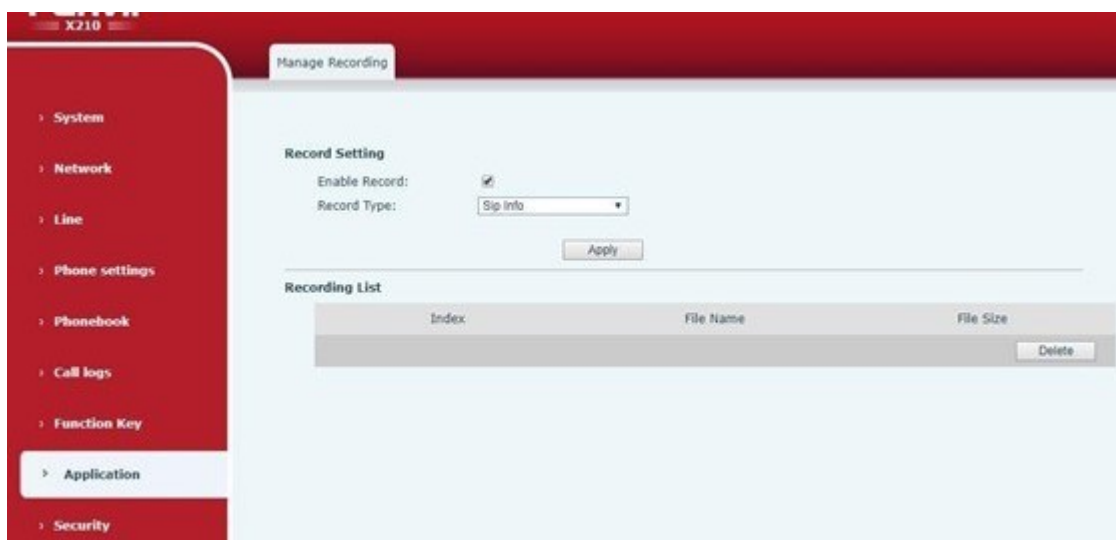 X210
Manage Recording
› System
› Network
› Line
› Phone settings
› Phonebook
› Call logs
› Function Key
› Application
› Security
Record Setting
Enable Record:
Record Type: Sip Info
Apply
Recording List
Index File Name File Size
Delete